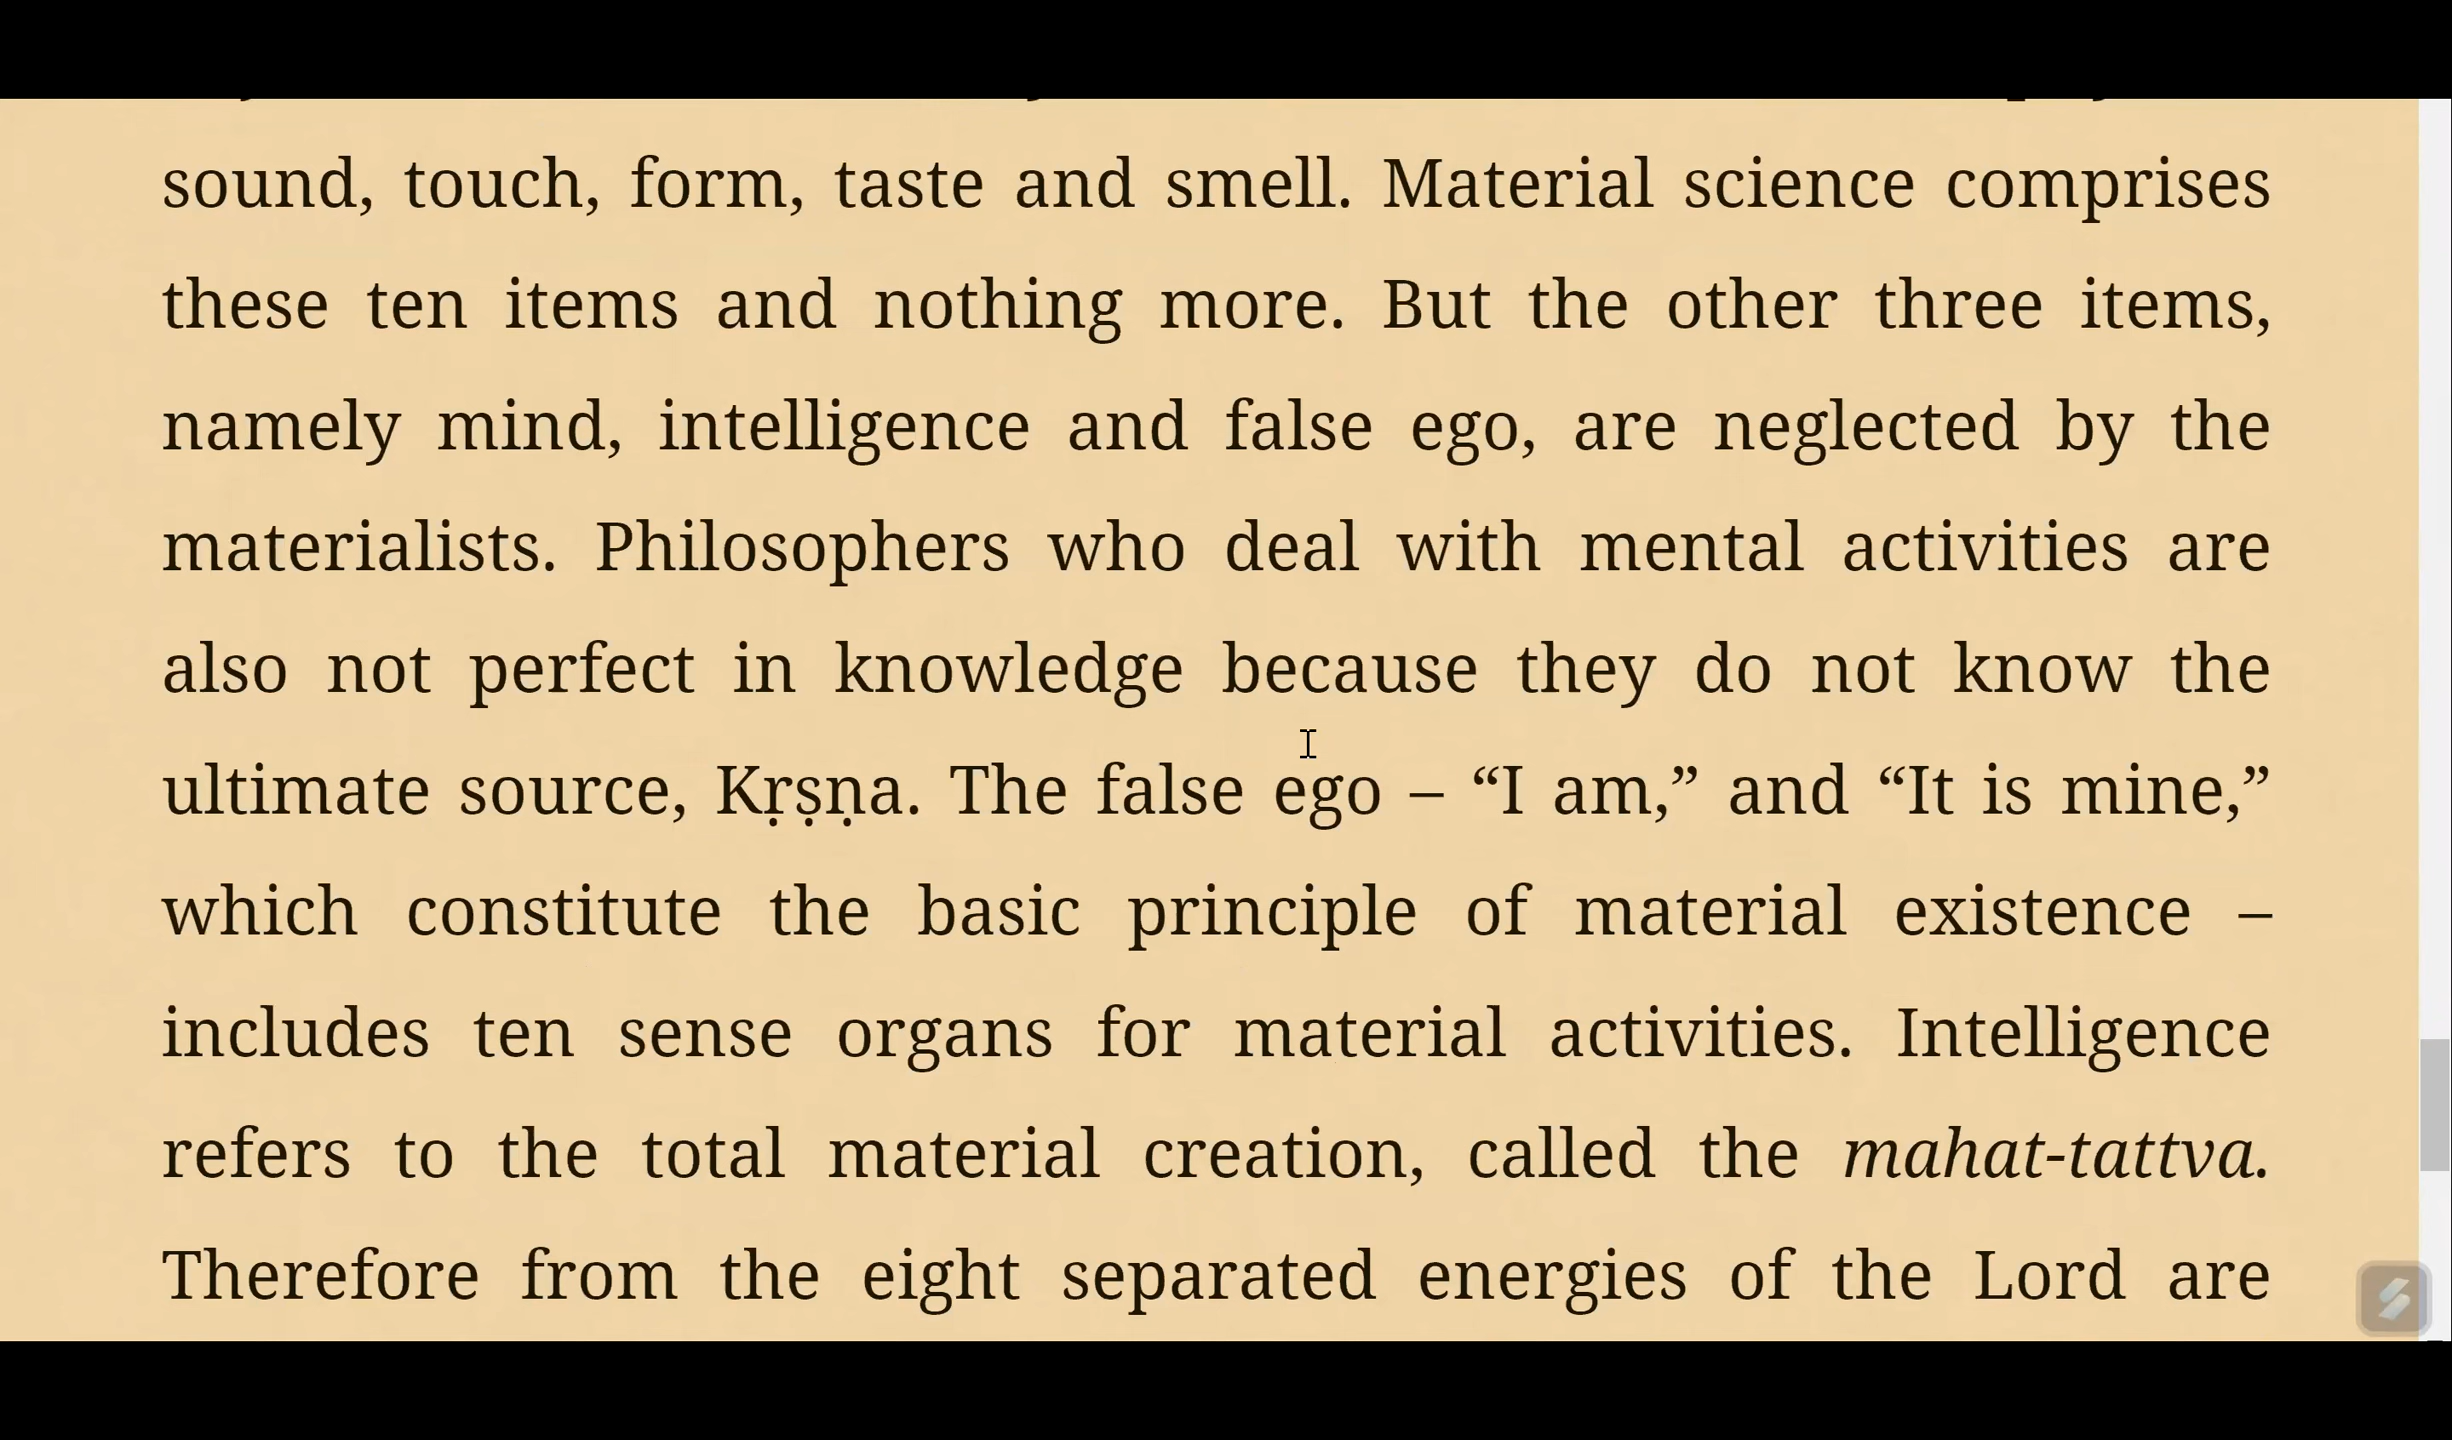 sound, touch, form, taste and smell. Material science comprises
these ten items and nothing more. But the other three items,
namely mind, intelligence and false ego, are neglected by the
materialists. Philosophers who deal with mental activities are
also not perfect in knowledge because they do not know the
ultimate source, Kṛṣṇa. The false ego – “I am,” and “It is mine,”
which constitute the basic principle of material existence –
includes ten sense organs for material activities. Intelligence
refers to the total material creation, called the mahat-tattva.
Therefore from the eight separated energies of the Lord are